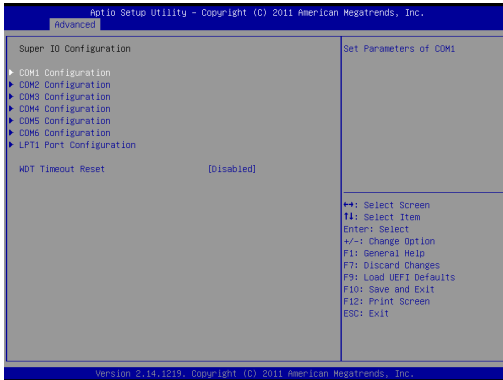 Aptio Setup Utility – Copyright (C) 2011 American Megatrends, Inc.
Advanced
Super IO Configuration
COM1 Configuration
COM2 Configuration
COM3 Configuration
COM4 Configuration
COM5 Configuration
COM6 Configuration
LPT1 Port Configuration
WDT Timeout Reset [Disabled]
Set Parameters of COM1
↔: Select Screen
↑↓: Select Item
Enter: Select
+/-: Change Option
F1: General Help
F7: Discard Changes
F9: Load UEFI Defaults
F10: Save and Exit
F12: Print Screen
ESC: Exit
Version 2.14.1219. Copyright (C) 2011 American Megatrends, Inc.